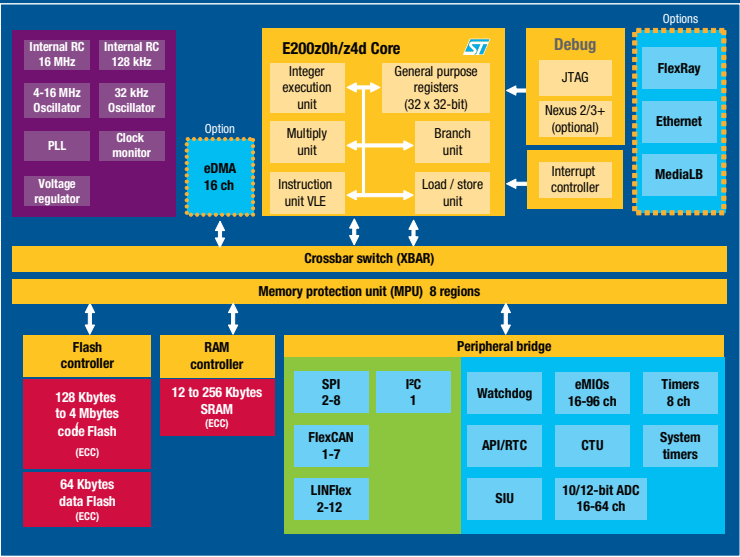 Internal RC
16 MHz
Internal RC
128 kHz
4-16 MHz
Oscillator
32 kHz
Oscillator
PLL
Clock
monitor
Voltage
regulator
Option
eDMA
16 ch
E200z0h/z4d Core
ST
Integer
execution
unit
General purpose
registers
(32 x 32-bit)
Multiply
unit
Branch
unit
Instruction
unit VLE
Load / store
unit
Debug
JTAG
Nexus 2/3+
(optional)
Interrupt
controller
Options
FlexRay
Ethernet
MediaLB
Crossbar switch (XBAR)
Memory protection unit (MPU) 8 regions
Flash
controller
128 Kbytes
to 4 Mbytes
code Flash
(ECC)
64 Kbytes
data Flash
(ECC)
RAM
controller
12 to 256 Kbytes
SRAM
(ECC)
Peripheral bridge
SPI
2-8
I²C
1
FlexCAN
1-7
LINFlex
2-12
Watchdog
eMIOs
16-96 ch
Timers
8 ch
API/RTC
CTU
System
timers
SIU
10/12-bit ADC
16-64 ch